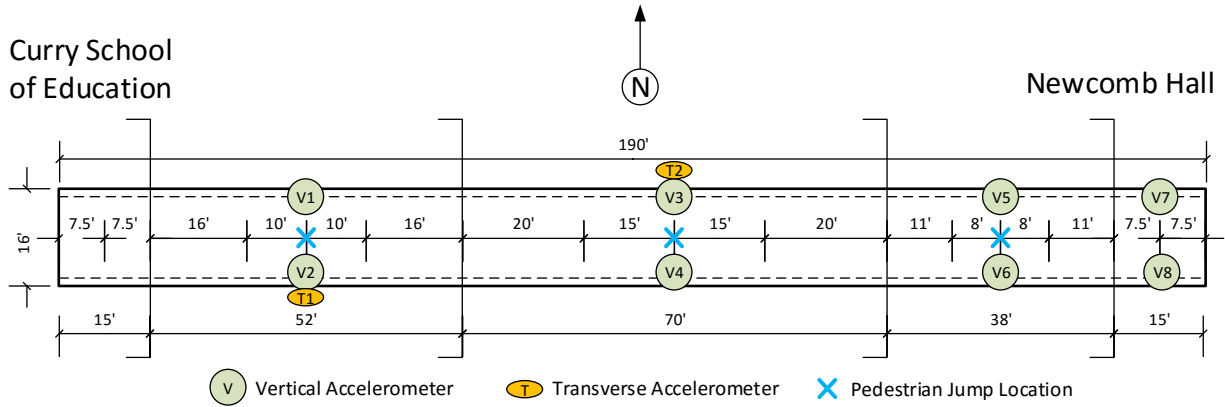 Curry School
of Education
N
Newcomb Hall
190'
T2
V1
V3
V5
V7
16'
7.5'
7.5'
16'
10'
10'
16'
20'
15'
15'
20'
11'
8'
8'
11'
7.5'
7.5'
V2
V4
V6
V8
T1
15'
52'
70'
38'
15'
V Vertical Accelerometer
T Transverse Accelerometer
Pedestrian Jump Location